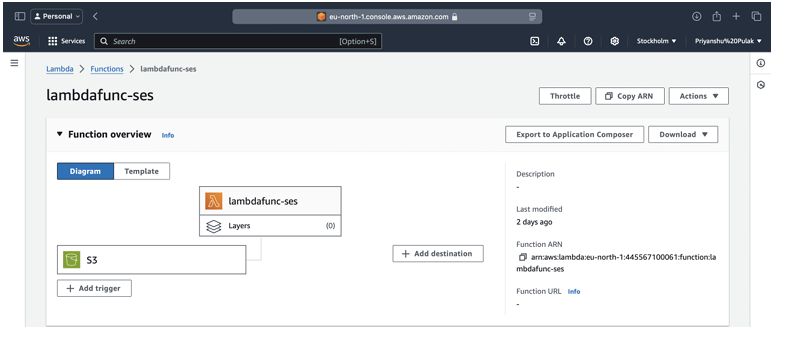 Personal
eu-north-1.console.aws.amazon.com
aws
Services
Search
[Option+S]
Stockholm
Priyanshu%20Pulak
Lambda
Functions
lambdafunc-ses
lambdafunc-ses
Throttle
Copy ARN
Actions
Function overview
Info
Export to Application Composer
Download
Diagram
Template
lambdafunc-ses
Layers
(0)
S3
Add trigger
Add destination
Description
-
Last modified
2 days ago
Function ARN
arn:aws:lambda:eu-north-1:445567100061:function:la
mbdafunc-ses
Function URL
Info
-